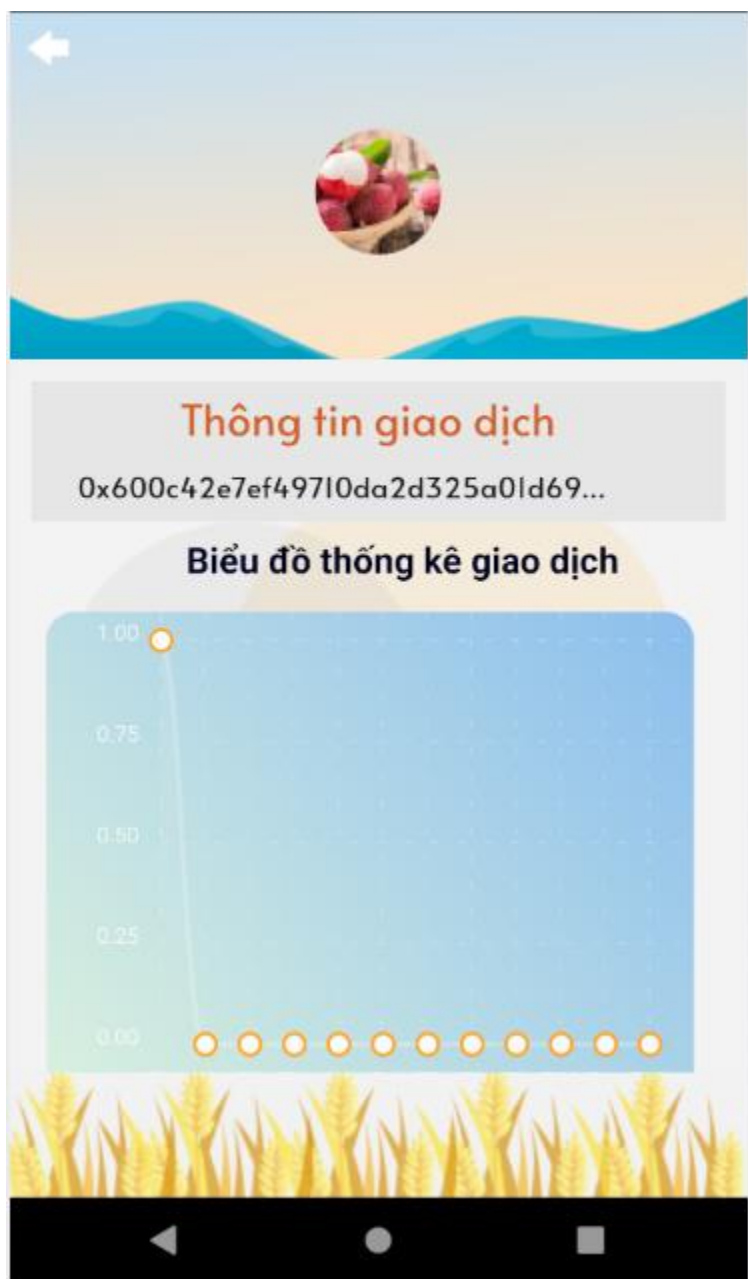 Thông tin giao dịch
0x600c42e7ef49710da2d325a01d69...
Biểu đồ thống kê giao dịch
1.00
0.75
0.50
0.25
0.00